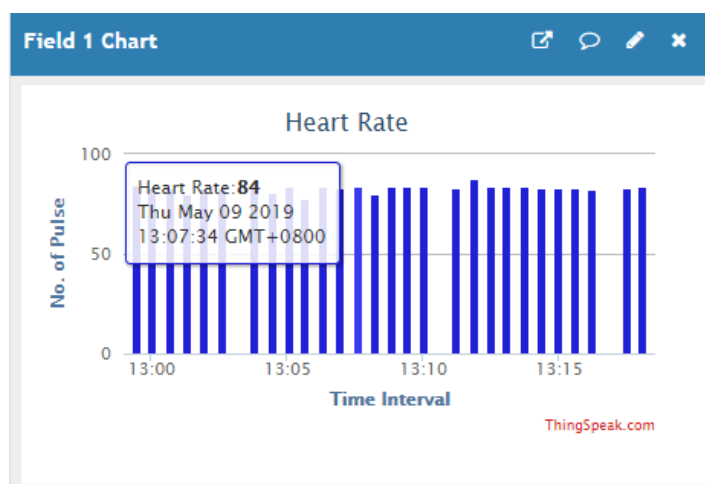 Field 1 Chart
Heart Rate
100
Heart Rate:84
Thu May 09 2019
13:07:34 GMT+0800
50
No. of Pulse
0
13:00 13:05 13:10 13:15
Time Interval
ThingSpeak.com